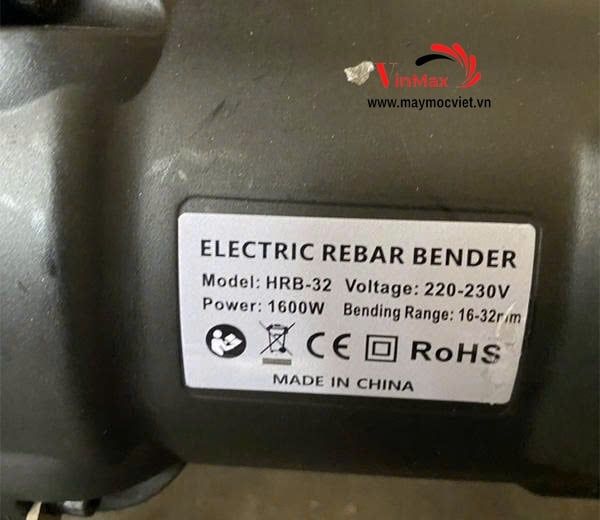 VinMax
www.maymocviet.vn
ELECTRIC REBAR BENDER
Model: HRB-32 Voltage: 220-230V
Power: 1600W Bending Range: 16-32mm
CE RoHS
MADE IN CHINA